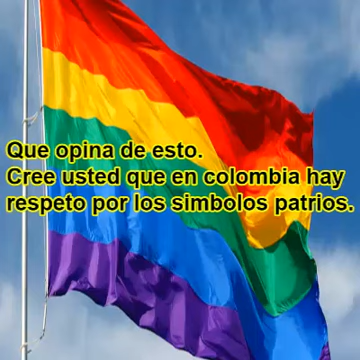 Que opina de esto.
Cree usted que en colombia hay
respeto por los simbolos patrios.